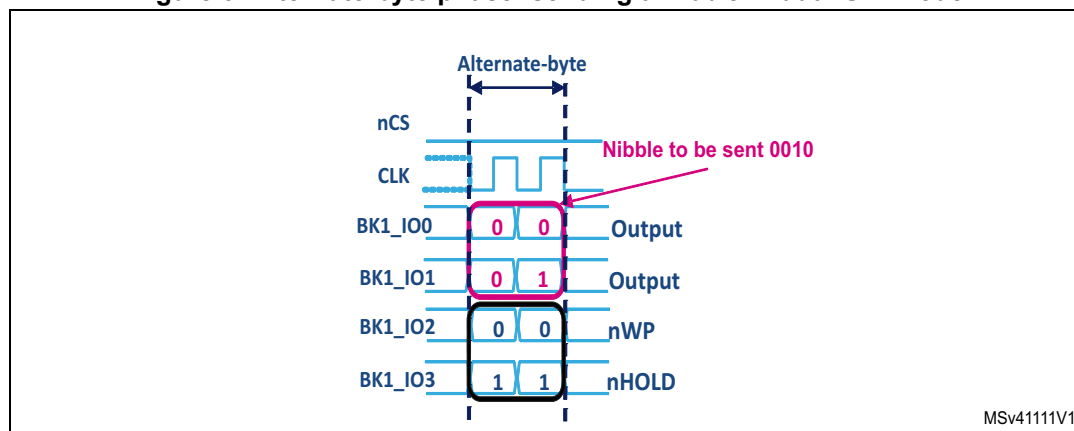 Alternate-byte
nCS
Nibble to be sent 0010
CLK
BK1_IO0 0 0 Output
BK1_IO1 0 1 Output
BK1_IO2 0 0 nWP
BK1_IO3 1 1 nHOLD
MSv41111V1